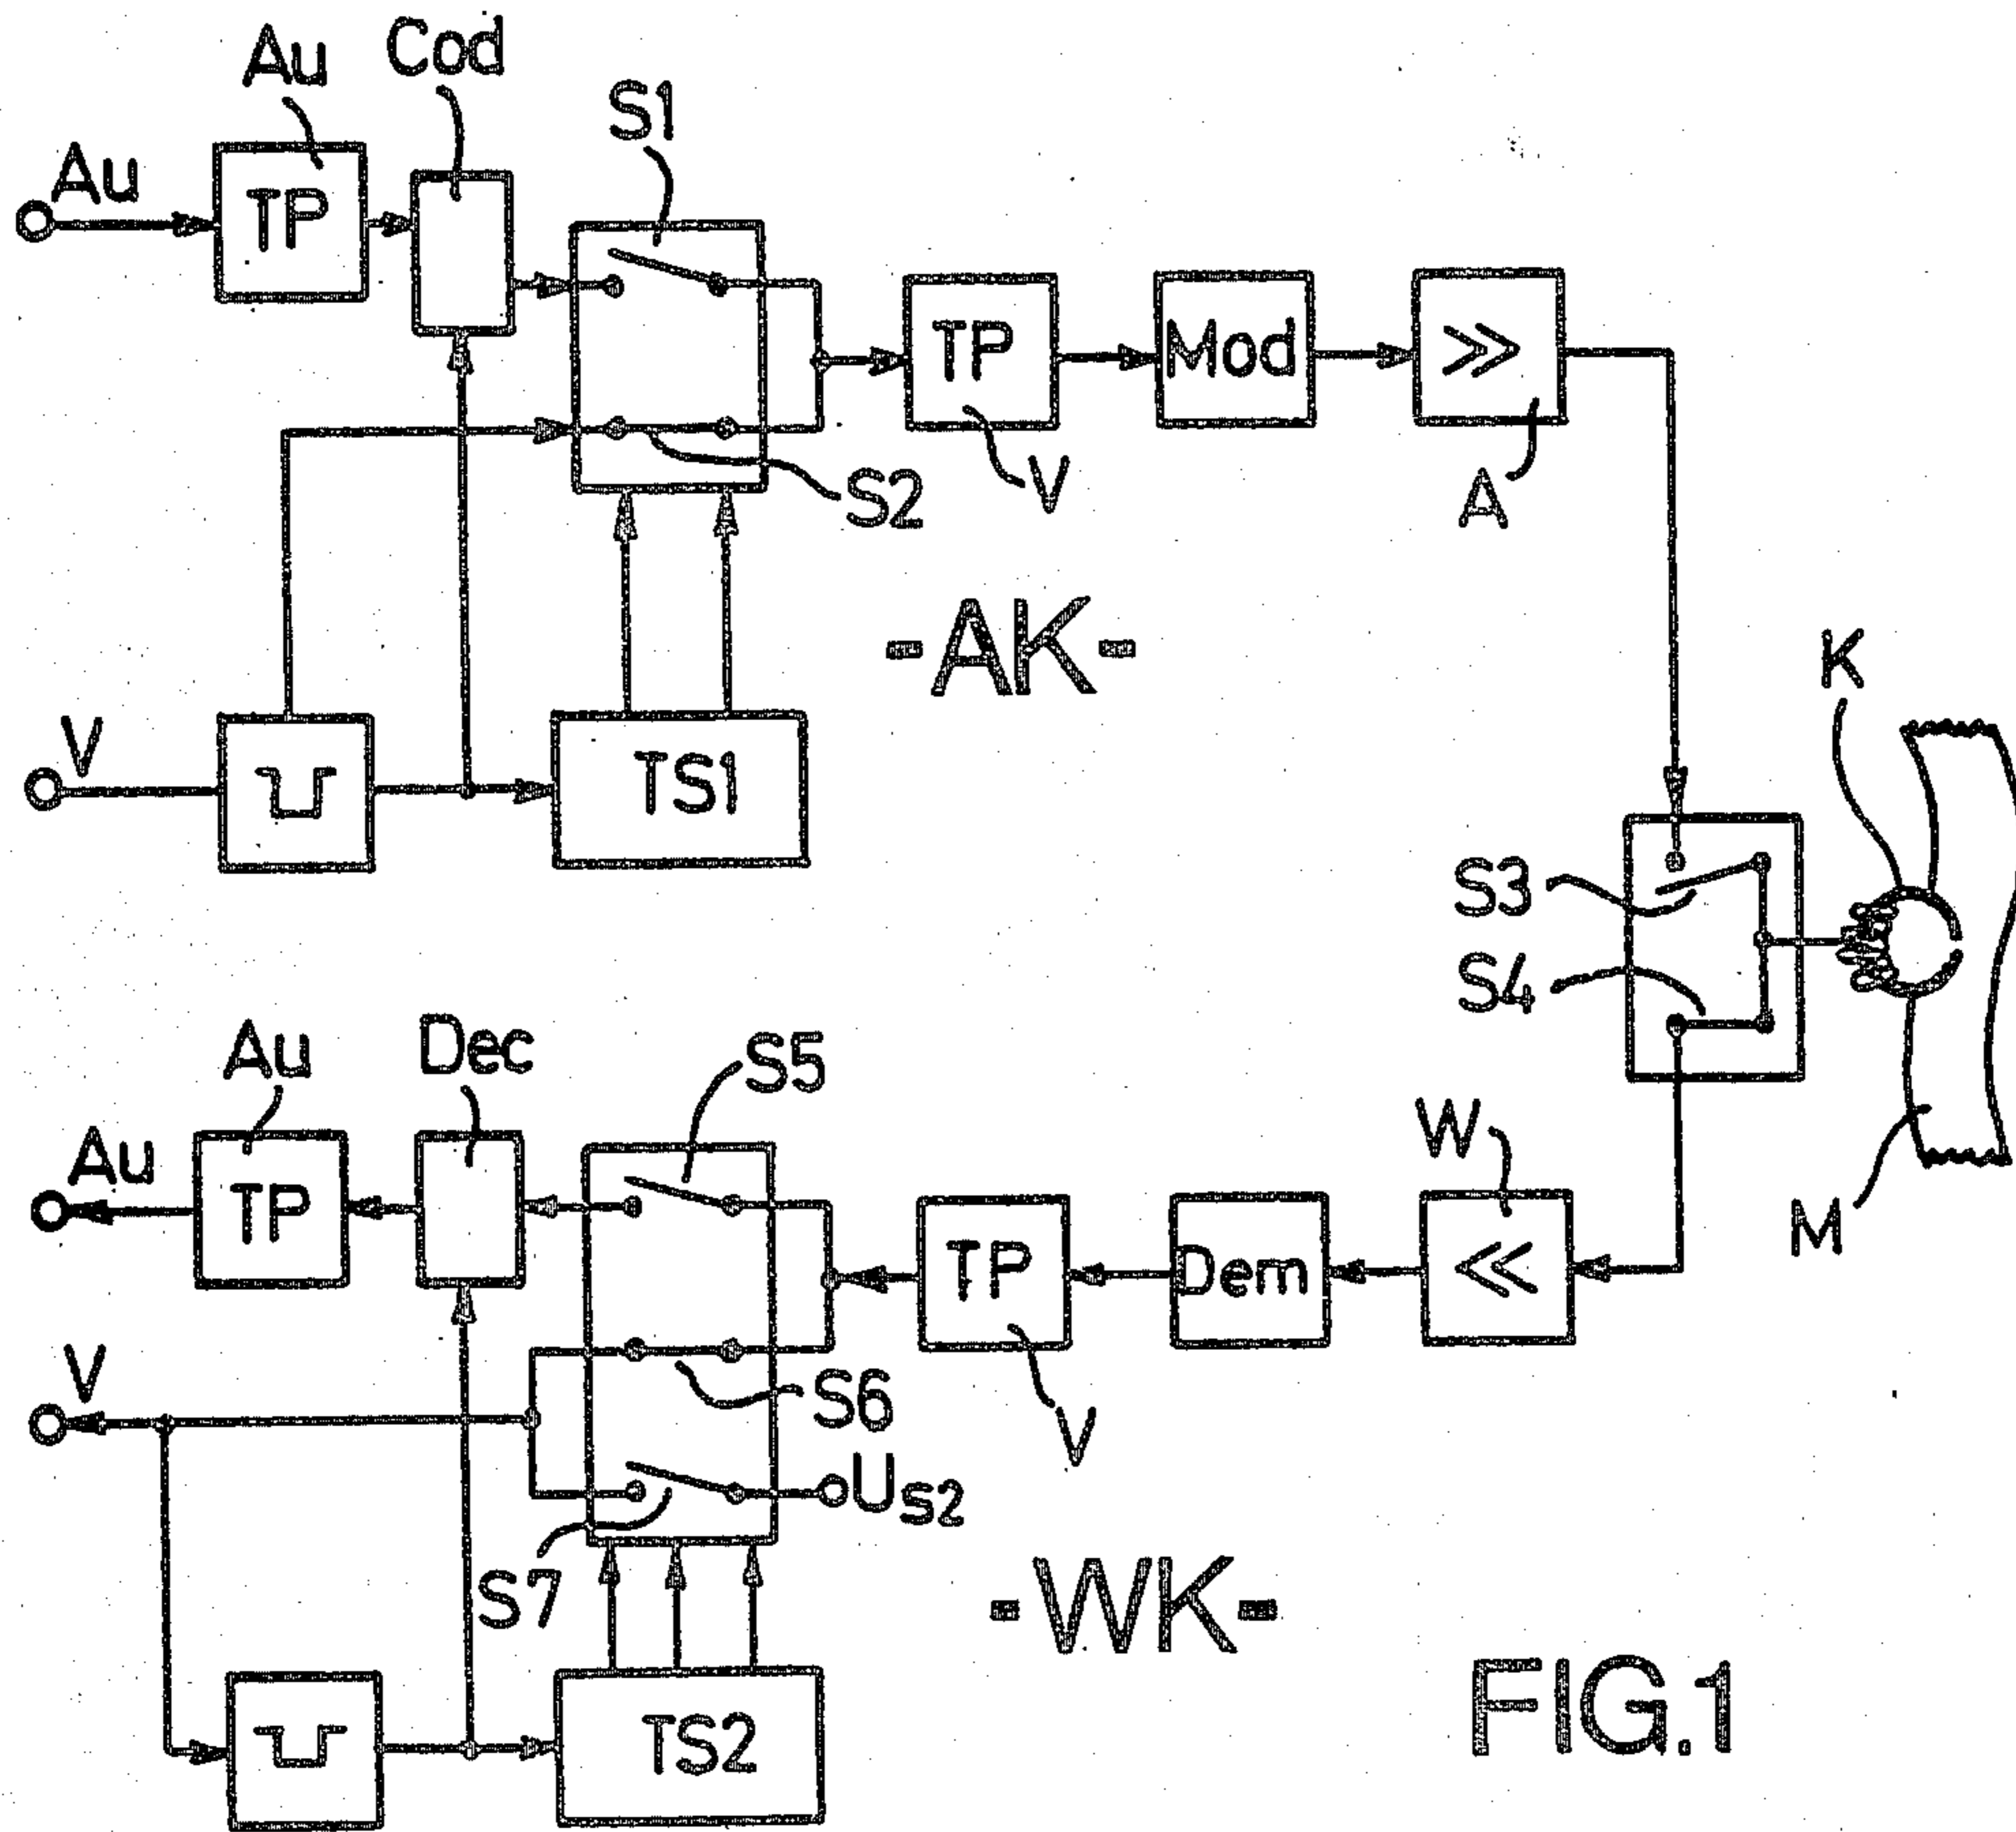 Au
Cod
S1
Au
TP
TP
Mod
>>
V
A
S2
-AK-
V
TS1
K
S3
S4
Au
Dec
S5
W
Au
TP
TP
Dem
<<
M
V
S6
V
Us2
S7
-WK-
TS2
FIG.1